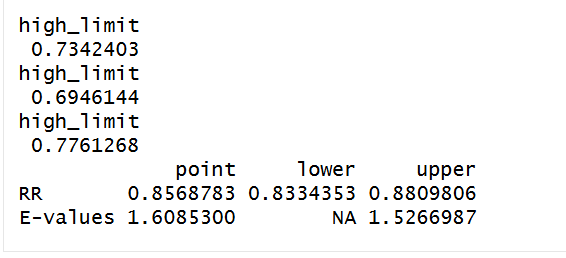 high_limit
0.7342403
high_limit
0.6946144
high_limit
0.7761268
point lower upper
RR 0.8568783 0.8334353 0.8809806
E-values 1.6085300 NA 1.5266987